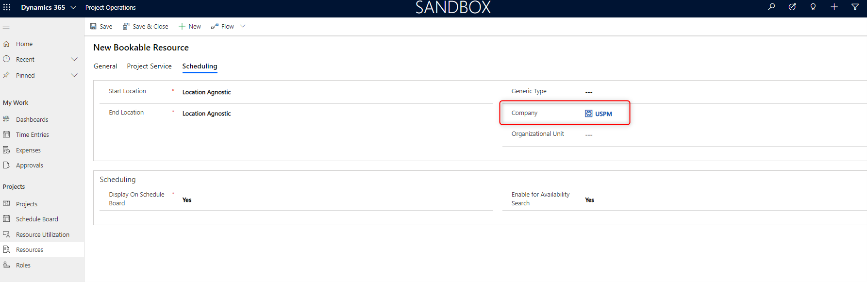 Dynamics 365 Project Operations SANDBOX
Save Save & Close New Flow
New Bookable Resource
General Project Service Scheduling
Home
Recent
Pinned
My Work
Dashboards
Time Entries
Expenses
Approvals
Projects
Projects
Schedule Board
Resource Utilization
Resources
Roles
Start Location * Location Agnostic
End Location * Location Agnostic
Generic Type ---
Company USPM
Organizational Unit ---
Scheduling
Display On Schedule
Board * Yes
Enable for Availability
Search Yes